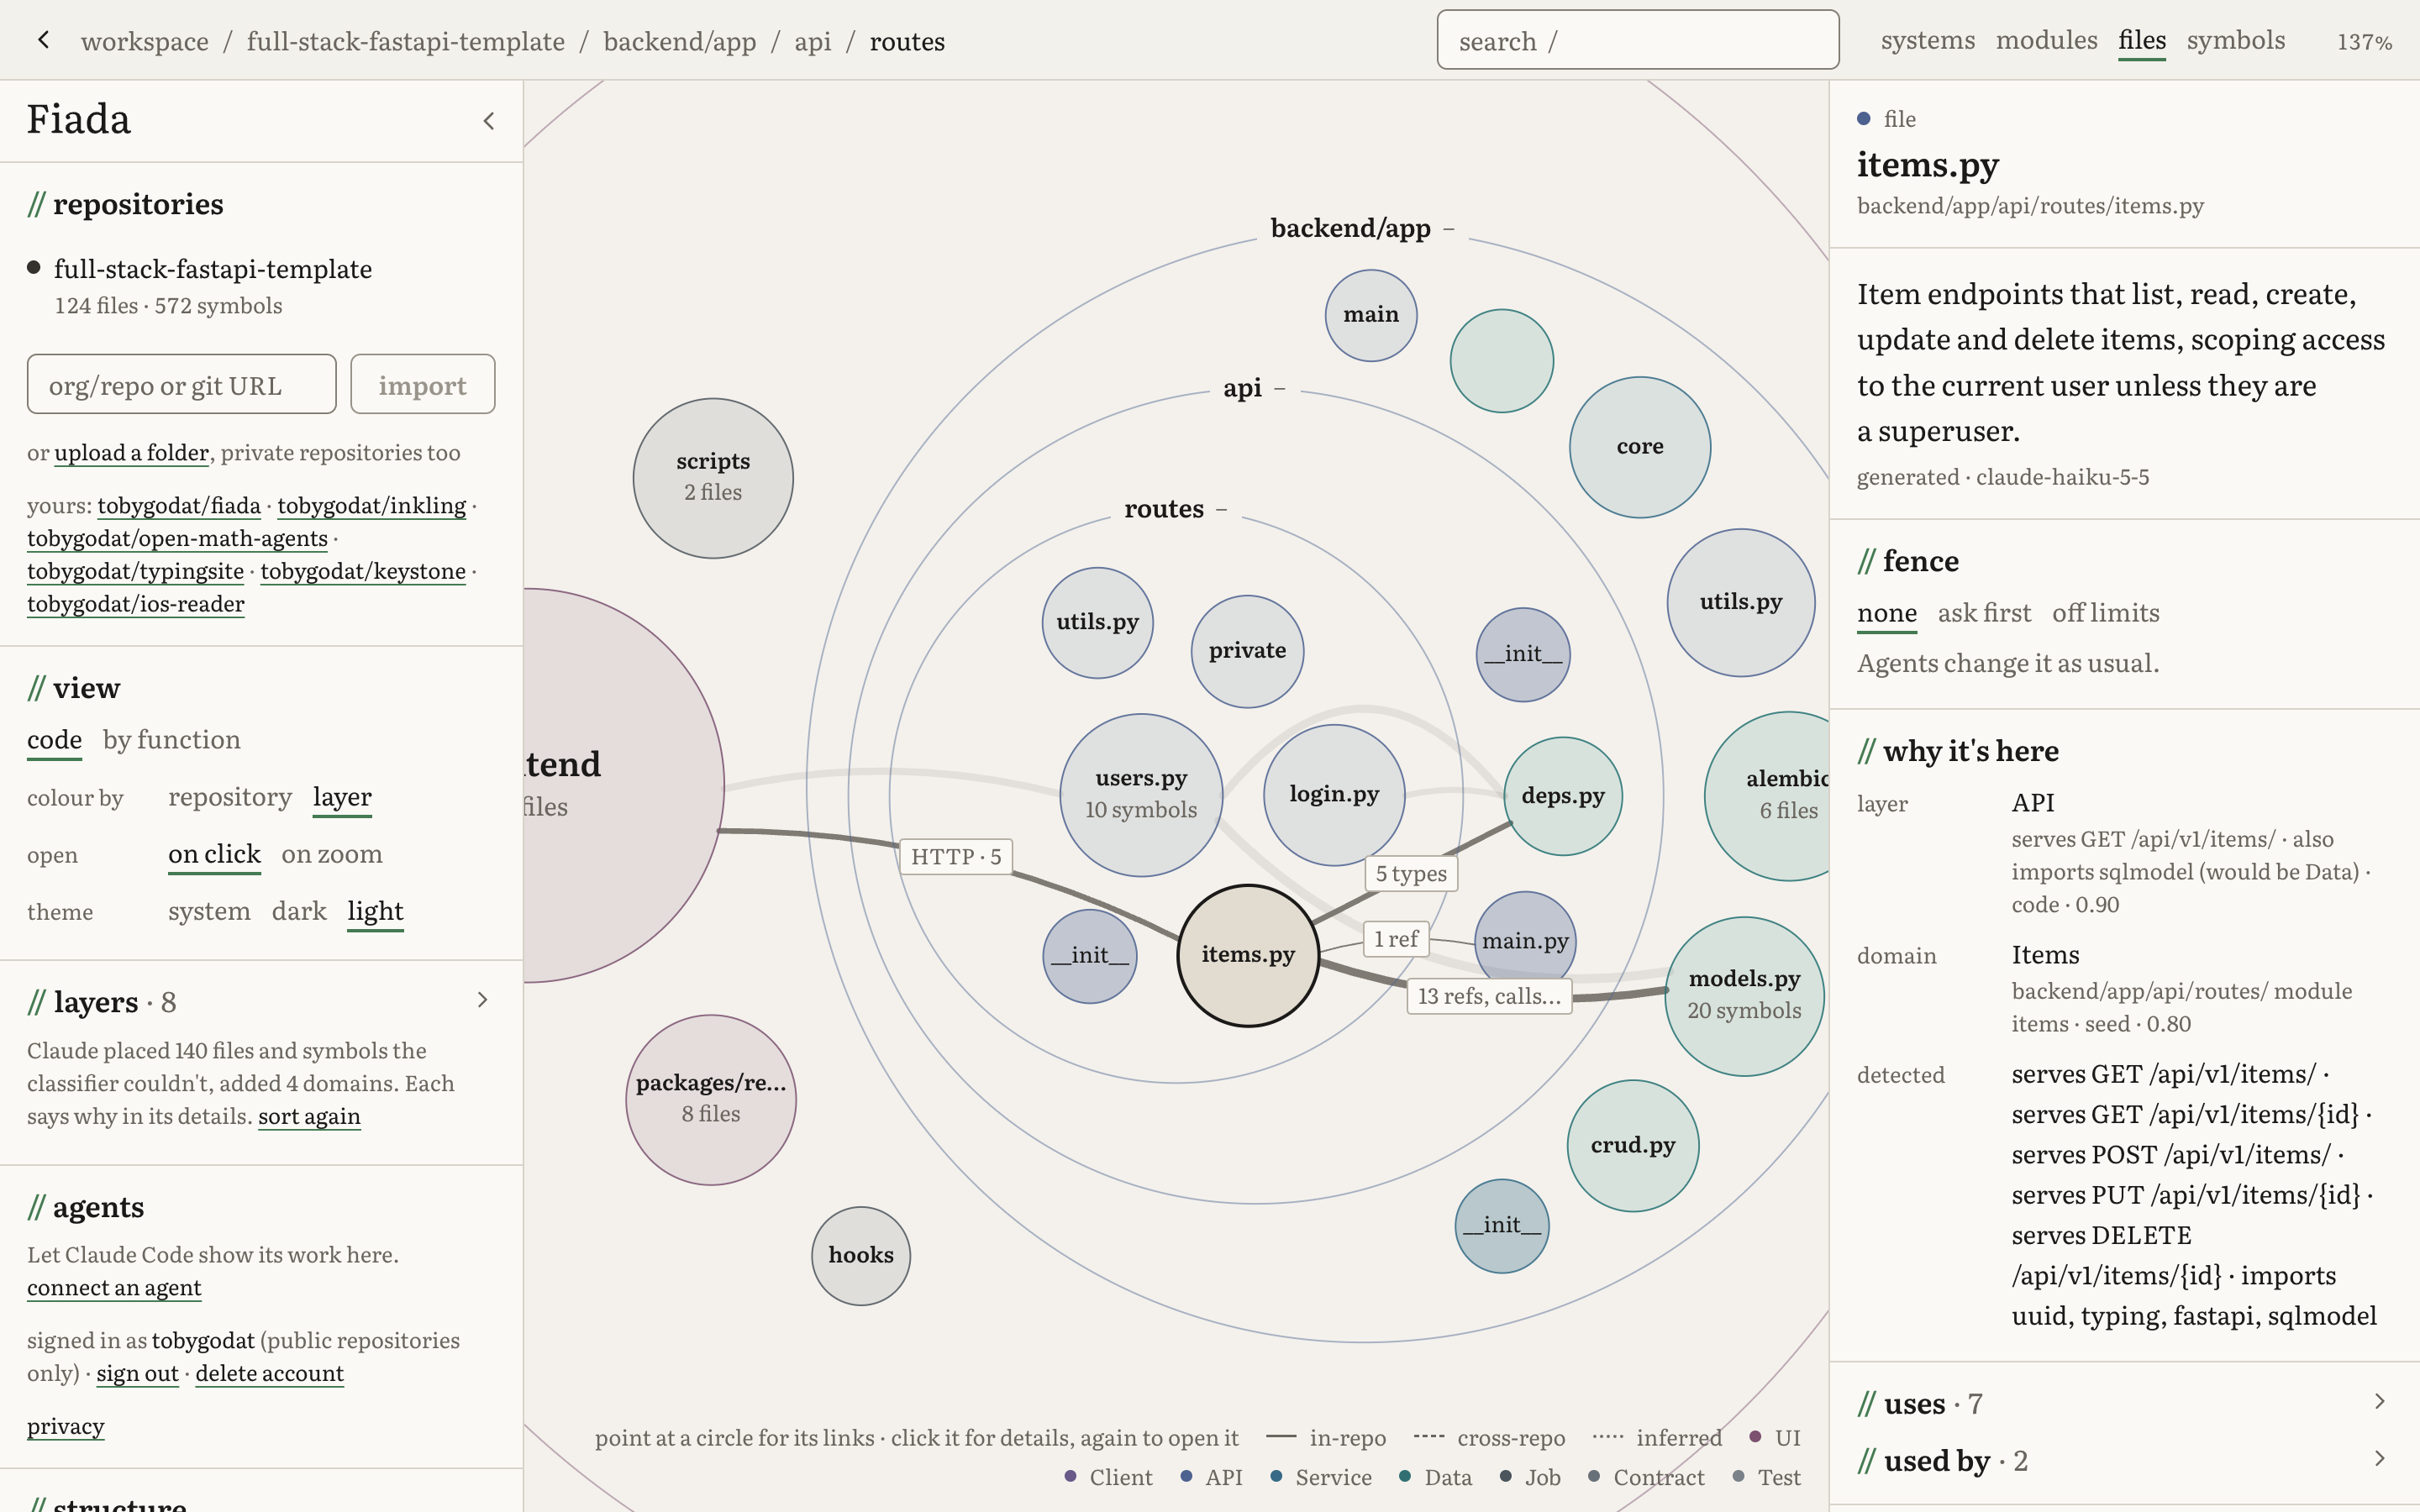 workspace / full-stack-fastapi-template / backend/app / api / routes
search /
systems modules files symbols 137%
Fiada
// repositories
full-stack-fastapi-template
124 files · 572 symbols
org/repo or git URL
import
or upload a folder, private repositories too
yours: tobygodat/fiada · tobygodat/inkling ·
tobygodat/open-math-agents ·
tobygodat/typingsite · tobygodat/keystone ·
tobygodat/ios-reader
// view
code by function
colour by repository layer
open on click on zoom
theme system dark light
// layers · 8
Claude placed 140 files and symbols the
classifier couldn't, added 4 domains. Each
says why in its details. sort again
// agents
Let Claude Code show its work here.
connect an agent
signed in as tobygodat (public repositories
only) · sign out · delete account
privacy
// structure
backend/app –
main
api –
core
scripts
2 files
routes –
utils.py
utils.py
private
__init__
tend
files
users.py
10 symbols
login.py
deps.py
alembic
6 files
HTTP · 5
5 types
1 ref
main.py
__init__
items.py
13 refs, calls…
models.py
20 symbols
packages/re…
8 files
crud.py
__init__
hooks
point at a circle for its links · click it for details, again to open it in-repo cross-repo inferred UI
Client API Service Data Job Contract Test
file
items.py
backend/app/api/routes/items.py
Item endpoints that list, read, create,
update and delete items, scoping access
to the current user unless they are
a superuser.
generated · claude-haiku-5-5
// fence
none ask first off limits
Agents change it as usual.
// why it's here
layer API
serves GET /api/v1/items/ · also
imports sqlmodel (would be Data) ·
code · 0.90
domain Items
backend/app/api/routes/ module
items · seed · 0.80
detected serves GET /api/v1/items/ ·
serves GET /api/v1/items/{id} ·
serves POST /api/v1/items/ ·
serves PUT /api/v1/items/{id} ·
serves DELETE
/api/v1/items/{id} · imports
uuid, typing, fastapi, sqlmodel
// uses · 7
// used by · 2